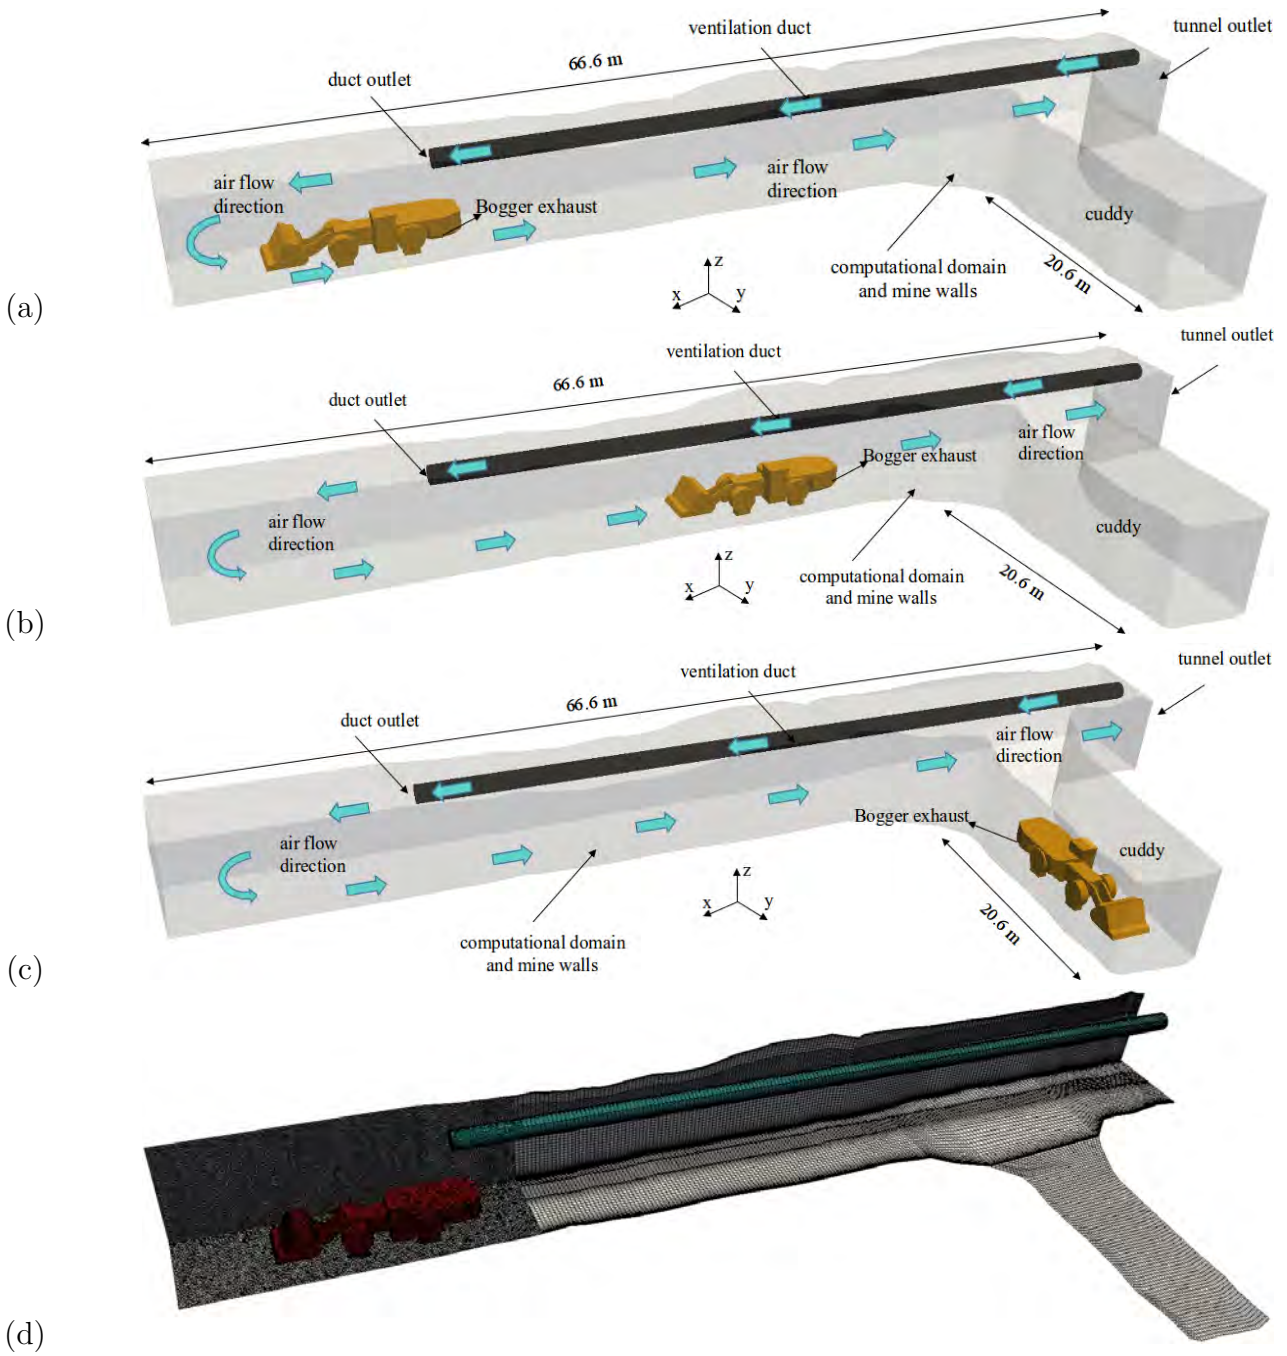 tunnel outlet
ventilation duct
66.6 m
duct outlet
air flow
direction
Bogger exhaust
air flow
direction
cuddy
computational domain
and mine walls
20.6 m
z
x
y
(a)
tunnel outlet
ventilation duct
66.6 m
duct outlet
air flow
direction
Bogger exhaust
air flow
direction
cuddy
computational domain
and mine walls
20.6 m
z
x
y
(b)
tunnel outlet
ventilation duct
66.6 m
duct outlet
air flow
direction
Bogger exhaust
air flow
direction
cuddy
z
x
y
20.6 m
computational domain
and mine walls
(c)
(d)